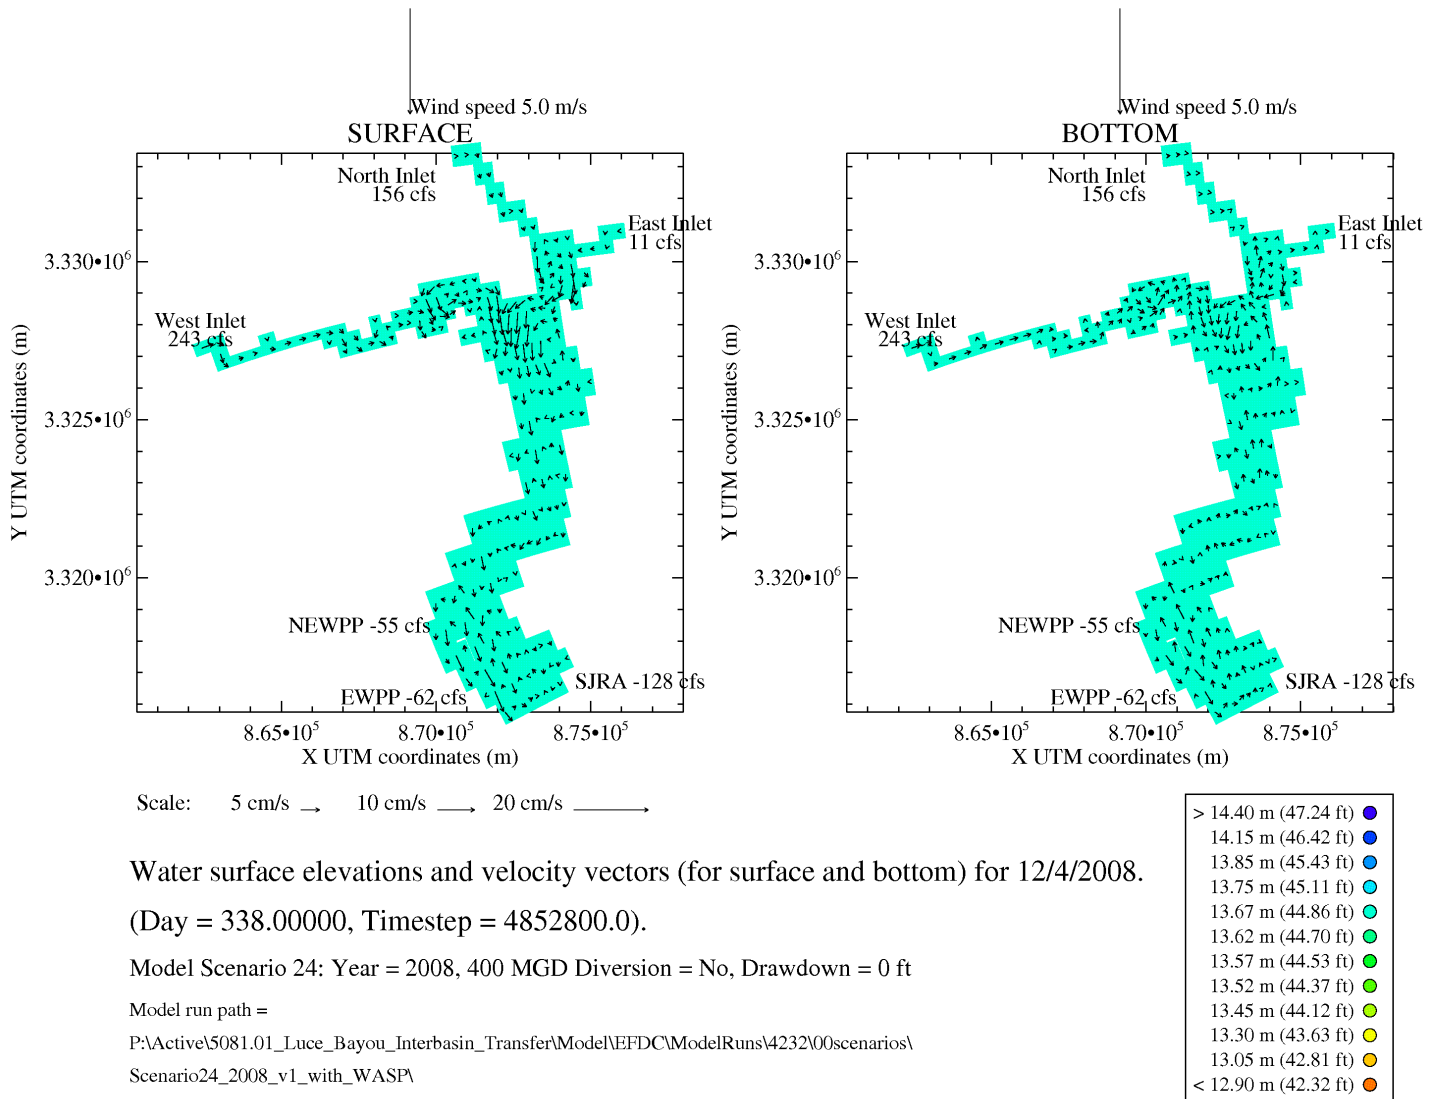 Wind speed 5.0 m/s
SURFACE
North Inlet
156 cfs
East Inlet
11 cfs
West Inlet
243 cfs
NEWPP -55 cfs
EWPP -62 cfs
SJRA -128 cfs
3.330•10⁶
3.325•10⁶
3.320•10⁶
Y UTM coordinates (m)
8.65•10⁵ 8.70•10⁵ 8.75•10⁵
X UTM coordinates (m)
Wind speed 5.0 m/s
BOTTOM
North Inlet
156 cfs
East Inlet
11 cfs
West Inlet
243 cfs
NEWPP -55 cfs
EWPP -62 cfs
SJRA -128 cfs
3.330•10⁶
3.325•10⁶
3.320•10⁶
Y UTM coordinates (m)
8.65•10⁵ 8.70•10⁵ 8.75•10⁵
X UTM coordinates (m)
Scale: 5 cm/s 10 cm/s 20 cm/s
Water surface elevations and velocity vectors (for surface and bottom) for 12/4/2008.
(Day = 338.00000, Timestep = 4852800.0).
Model Scenario 24: Year = 2008, 400 MGD Diversion = No, Drawdown = 0 ft
Model run path =
P:\Active\5081.01_Luce_Bayou_Interbasin_Transfer\Model\EFDC\ModelRuns\4232\00scenarios\
Scenario24_2008_v1_with_WASP\
> 14.40 m (47.24 ft)
14.15 m (46.42 ft)
13.85 m (45.43 ft)
13.75 m (45.11 ft)
13.67 m (44.86 ft)
13.62 m (44.70 ft)
13.57 m (44.53 ft)
13.52 m (44.37 ft)
13.45 m (44.12 ft)
13.30 m (43.63 ft)
13.05 m (42.81 ft)
< 12.90 m (42.32 ft)